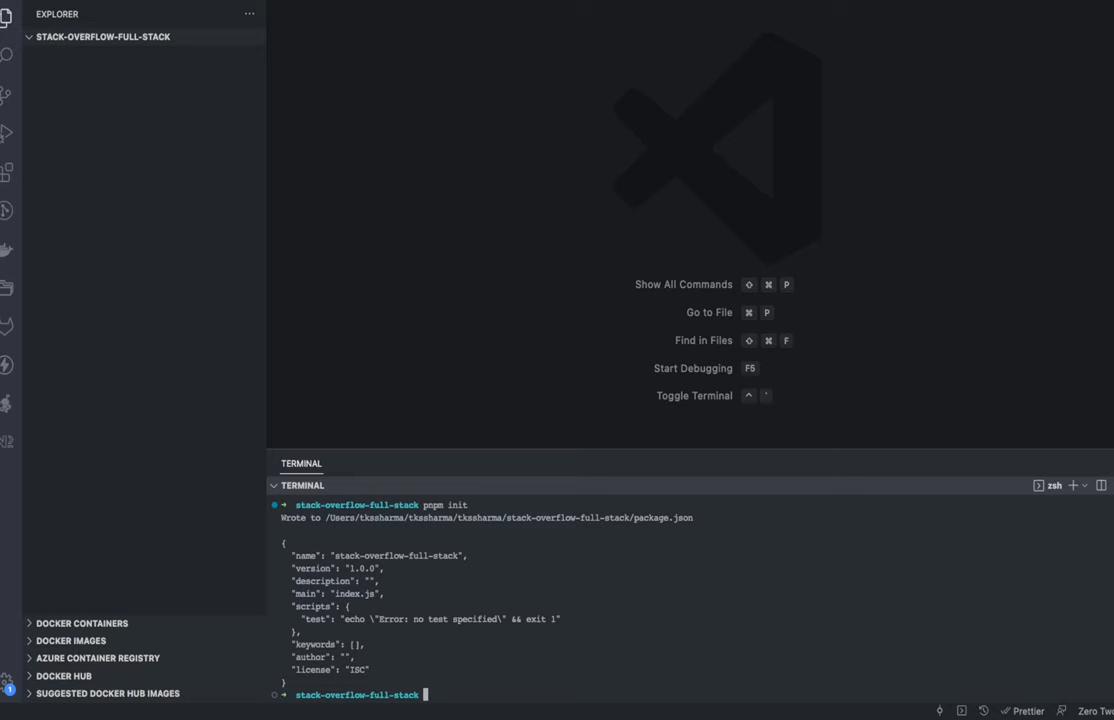 EXPLORER
STACK-OVERFLOW-FULL-STACK
Show All Commands ⇧ ⌘ P
Go to File ⌘ P
Find in Files ⇧ ⌘ F
Start Debugging F5
Toggle Terminal ^ `
TERMINAL
TERMINAL
zsh
stack-overflow-full-stack pnpm init
Wrote to /Users/tkssharma/tkssharma/stack-overflow-full-stack/package.json
{
"name": "stack-overflow-full-stack",
"version": "1.0.0",
"description": "",
"main": "index.js",
"scripts": {
"test": "echo \"Error: no test specified\" && exit 1"
},
"keywords": [],
"author": "",
"license": "ISC"
}
stack-overflow-full-stack
DOCKER CONTAINERS
DOCKER IMAGES
AZURE CONTAINER REGISTRY
DOCKER HUB
SUGGESTED DOCKER HUB IMAGES
1
Prettier
Zero Tw